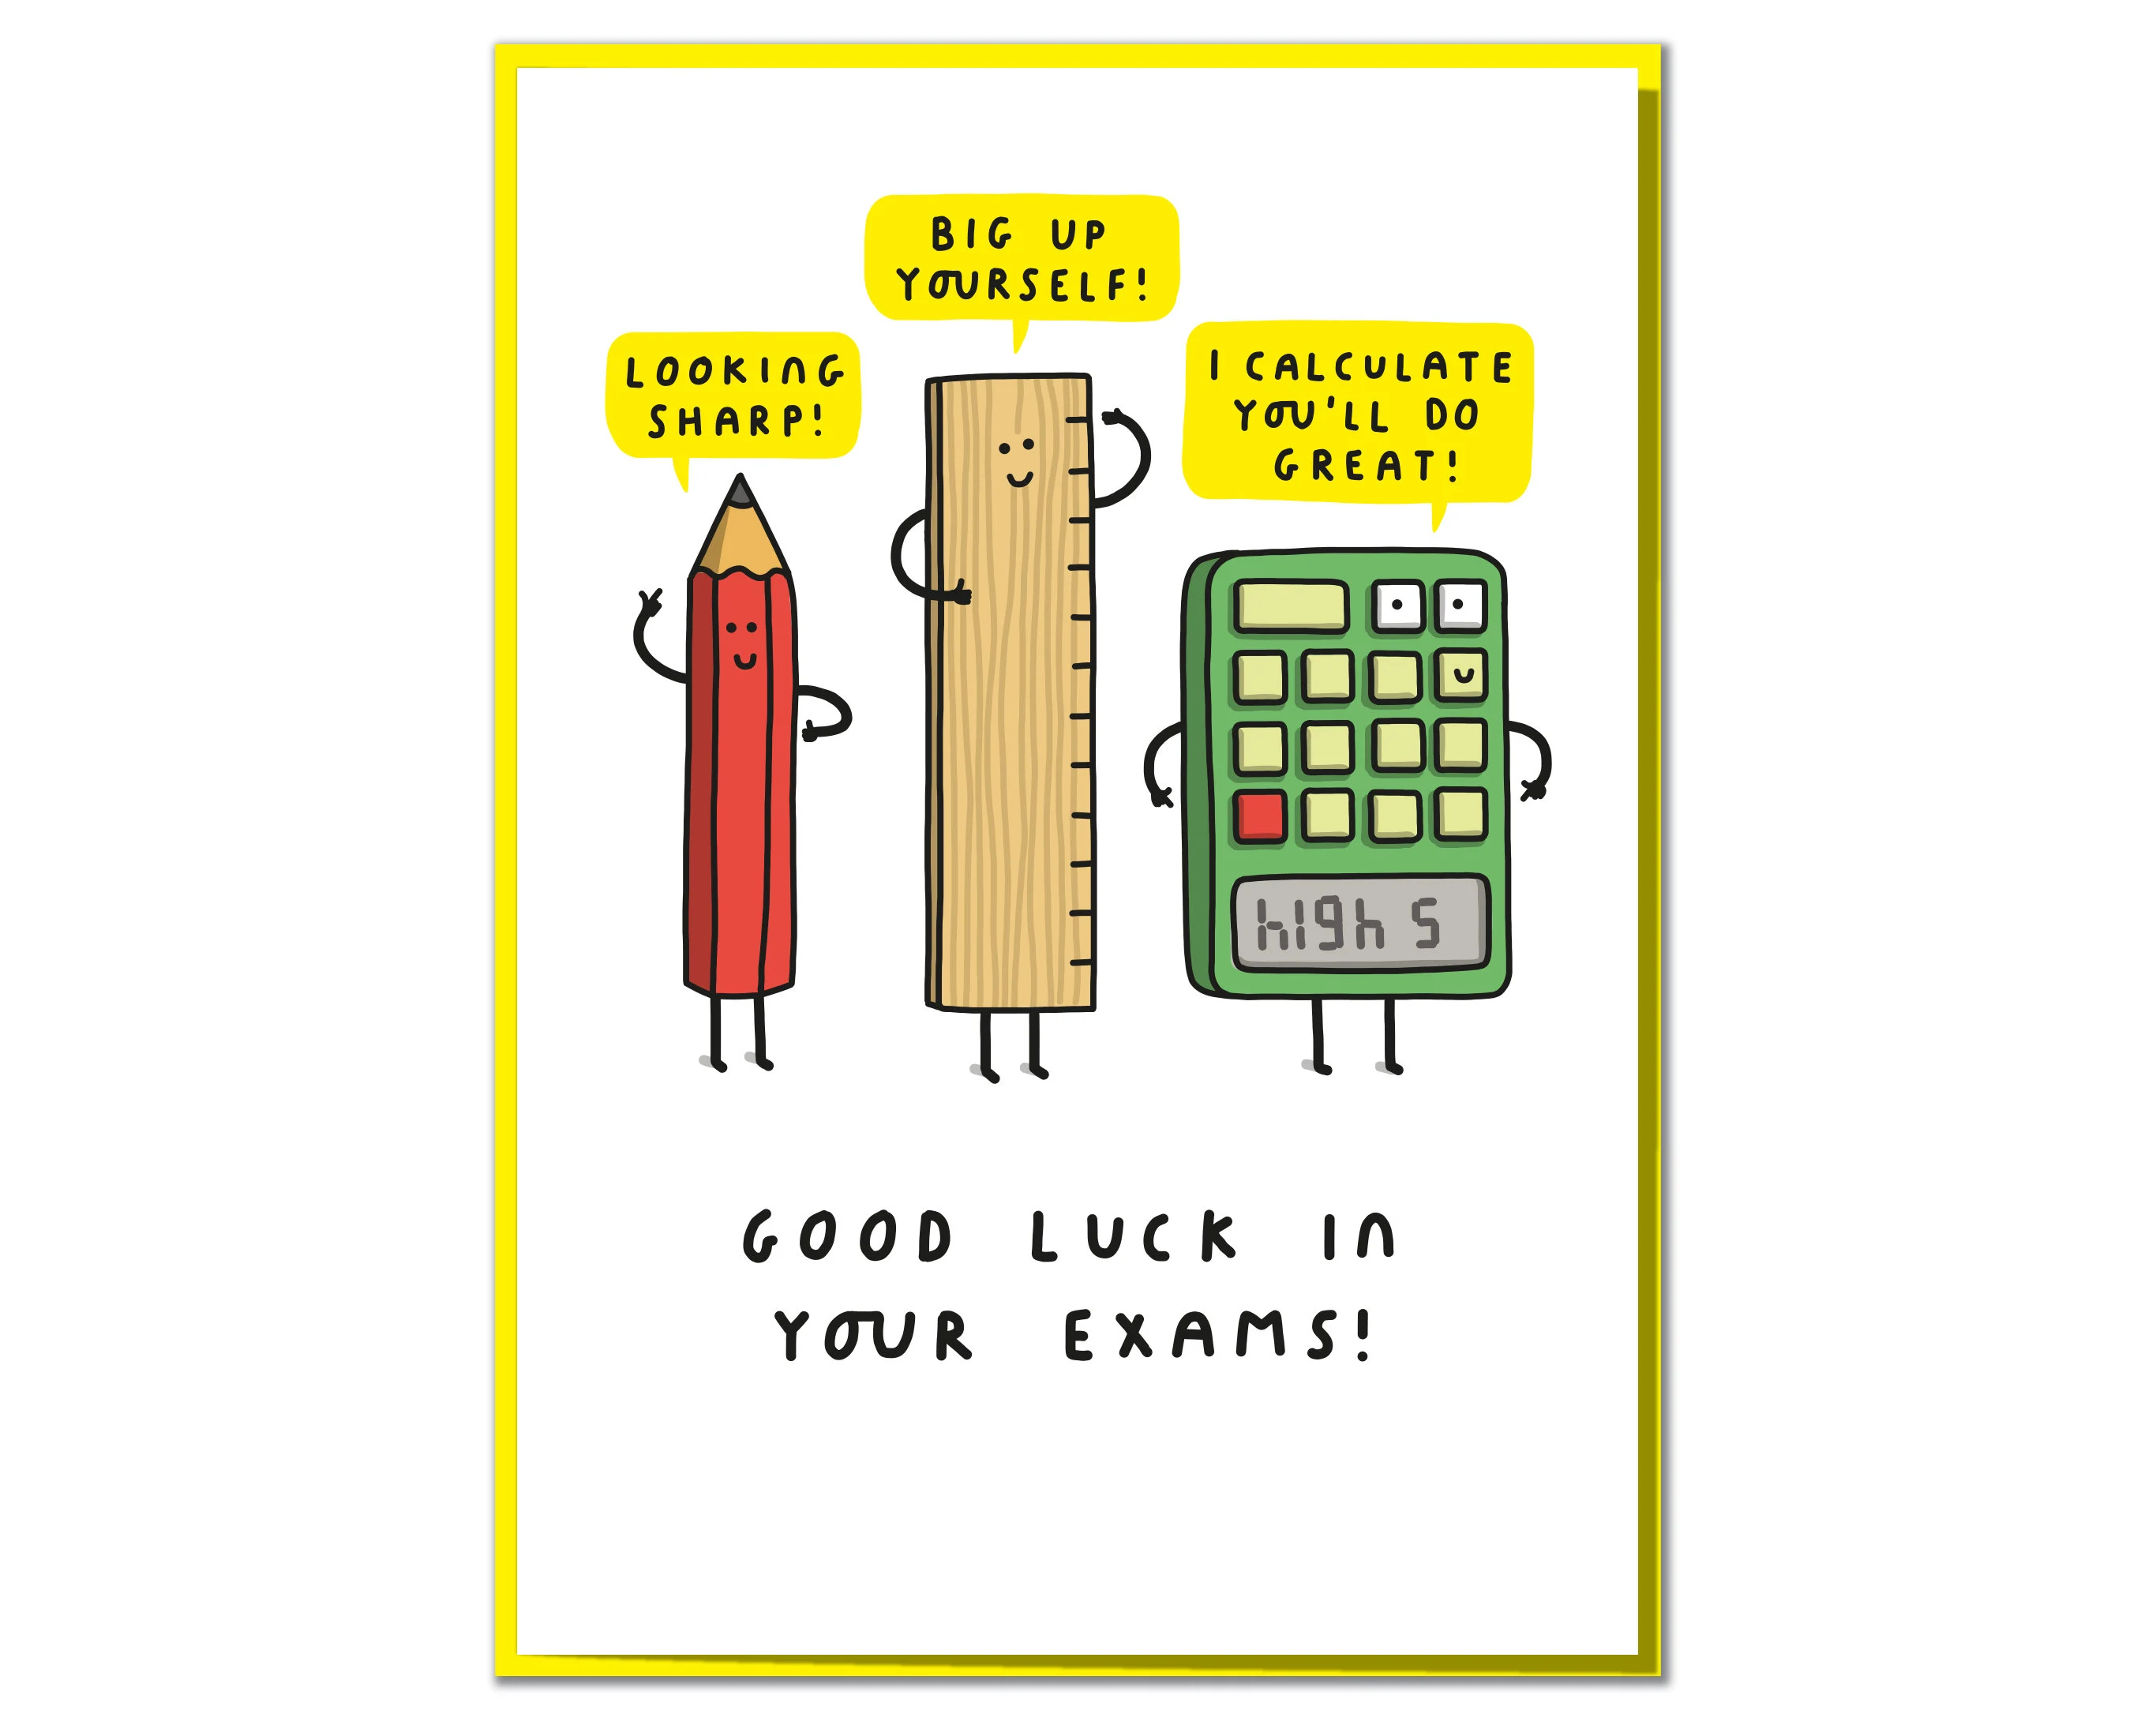 LOOKING
SHARP!
BIG UP
YOURSELF!
I CALCULATE
YOU'LL DO
GREAT!
high 5
GOOD LUCK IN
YOUR EXAMS!